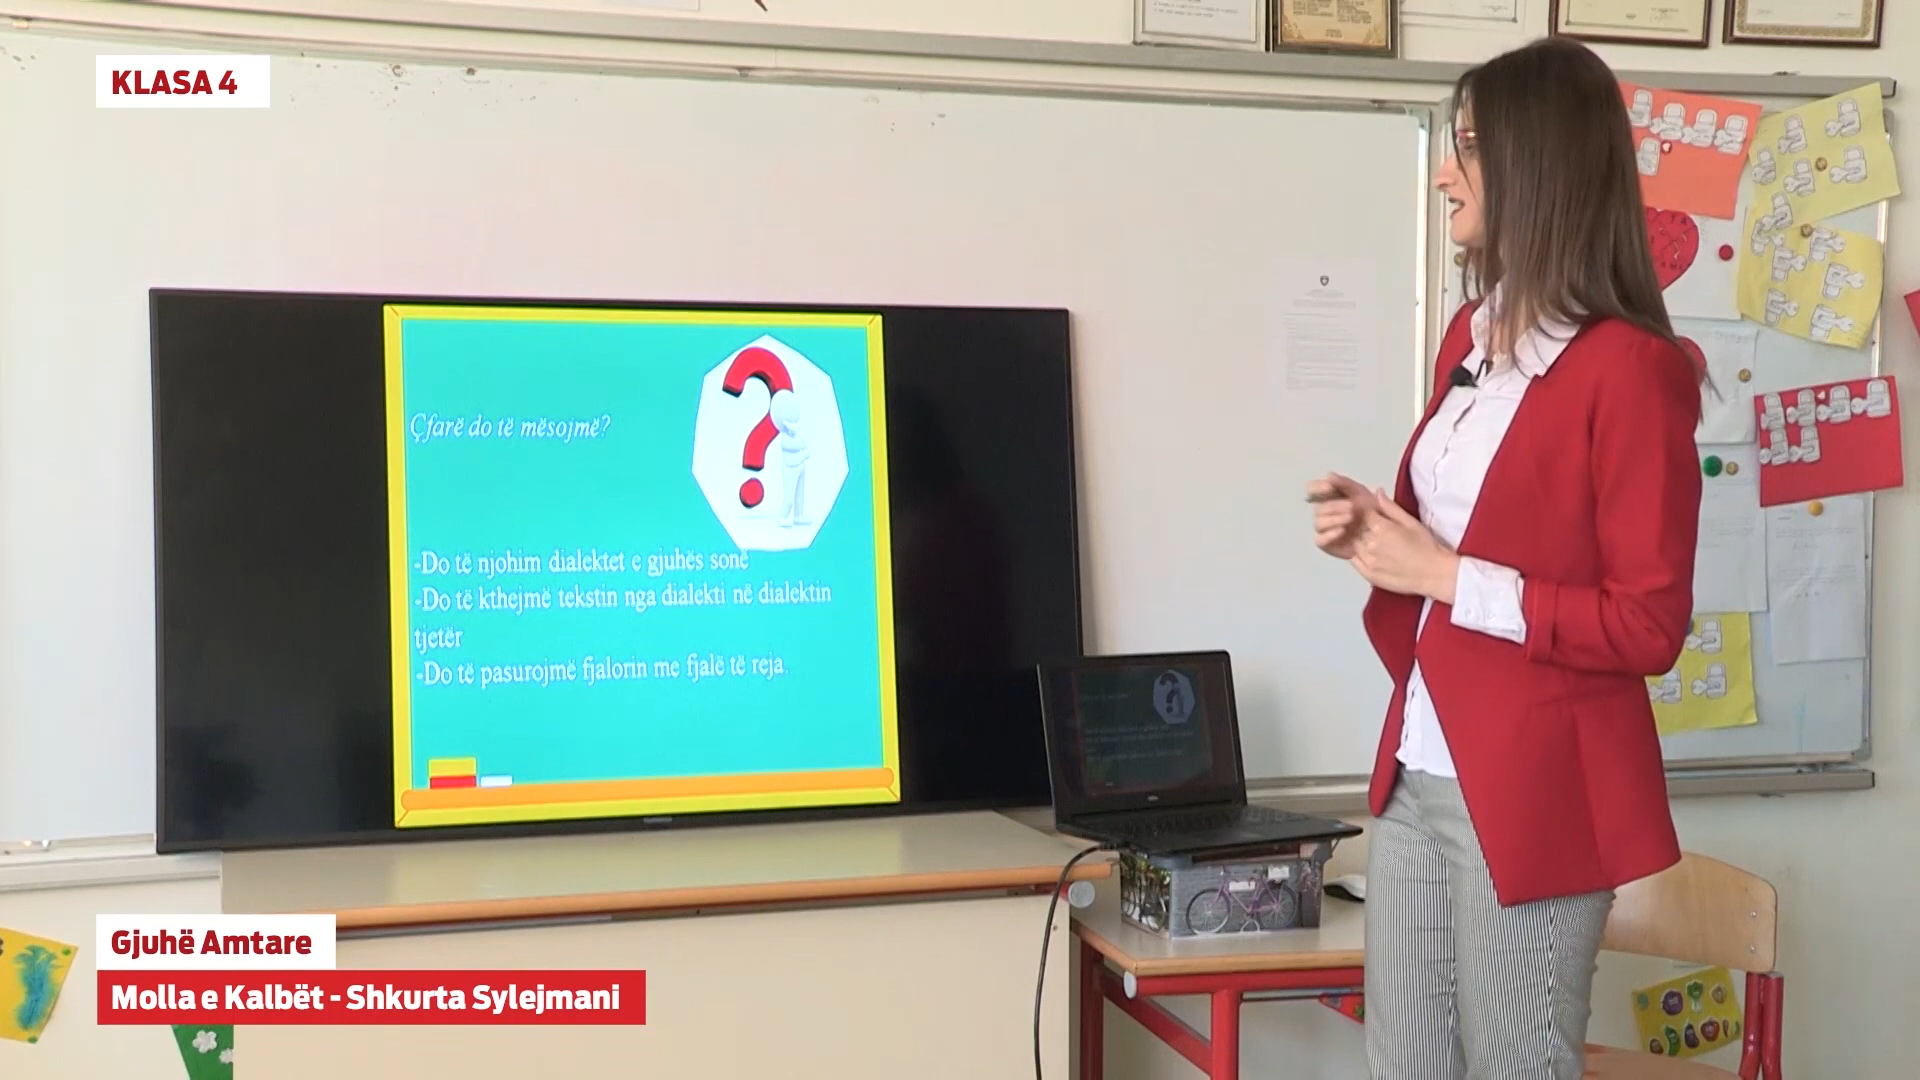 KLASA 4
Çfarë do të mësojmë?
-Do të njohim dialektet e gjuhës sonë
-Do të kthejmë tekstin nga dialekti në dialektin
tjetër
-Do të pasurojmë fjalorin me fjalë të reja.
Gjuhë Amtare
Molla e Kalbët - Shkurta Sylejmani